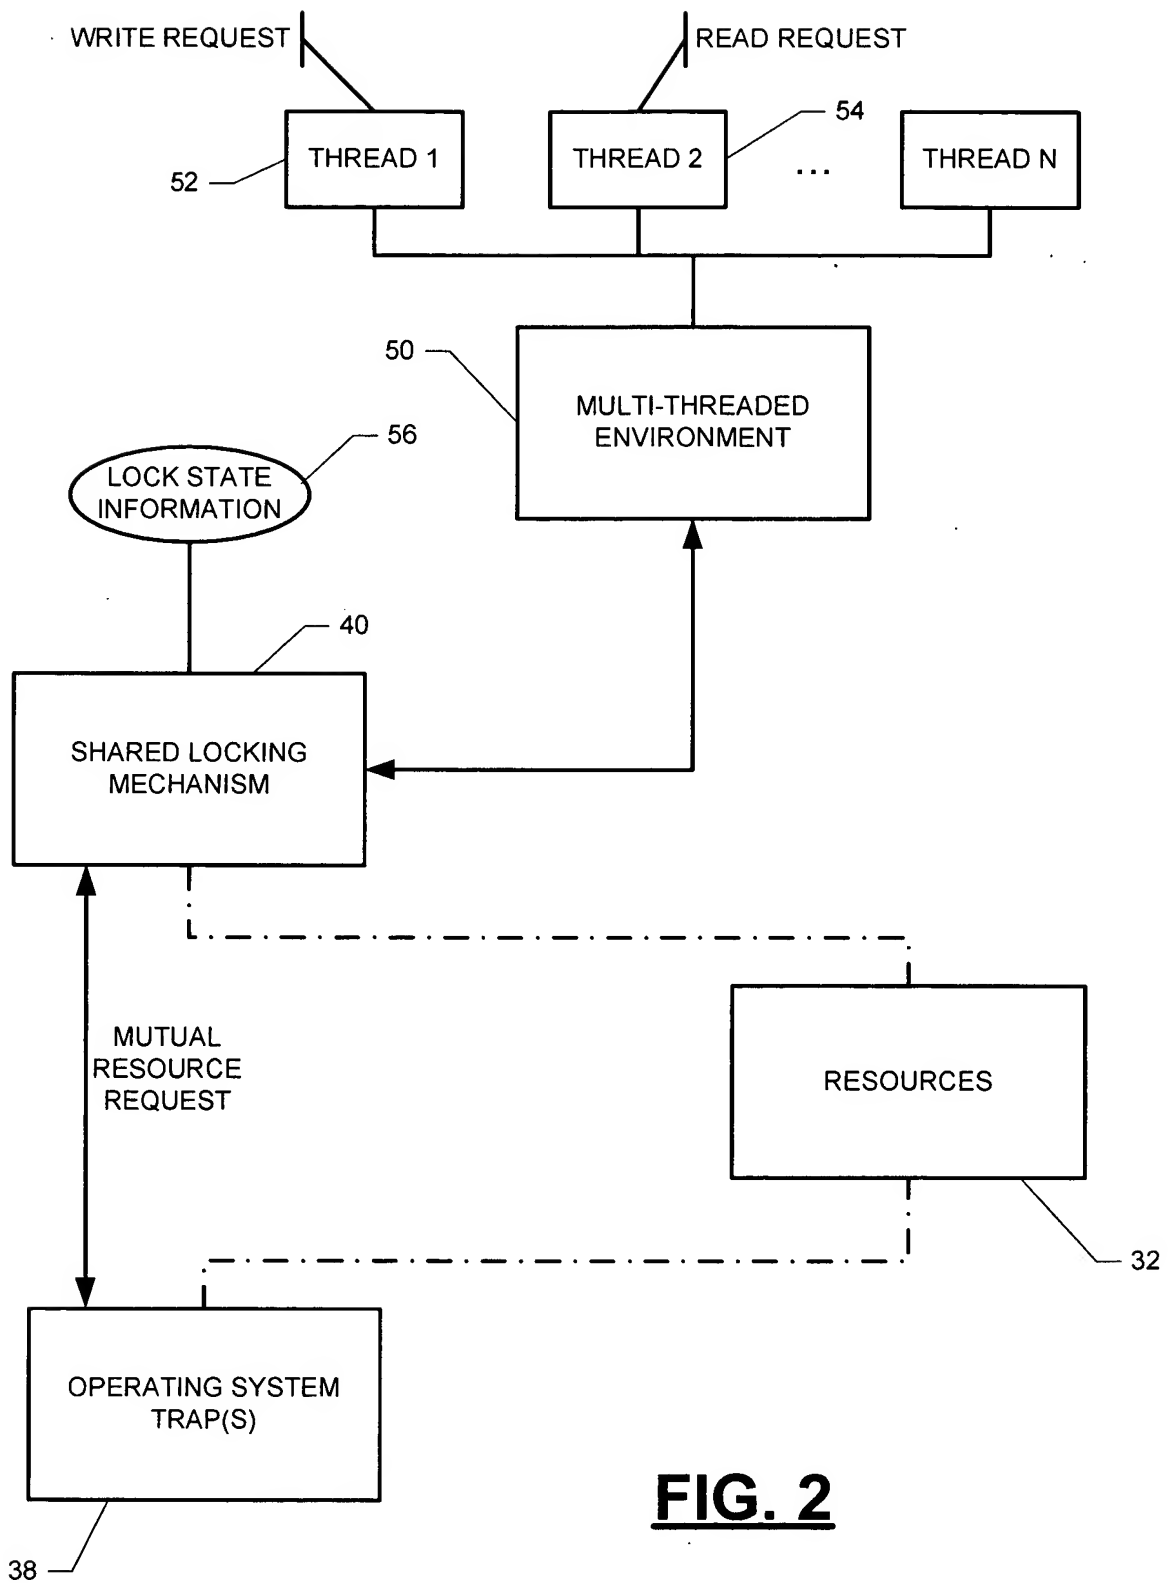 WRITE REQUEST
READ REQUEST
54
THREAD 1
THREAD 2
...
THREAD N
52
50
MULTI-THREADED
ENVIRONMENT
56
LOCK STATE
INFORMATION
40
SHARED LOCKING
MECHANISM
MUTUAL
RESOURCE
REQUEST
RESOURCES
32
OPERATING SYSTEM
TRAP(S)
FIG. 2
38